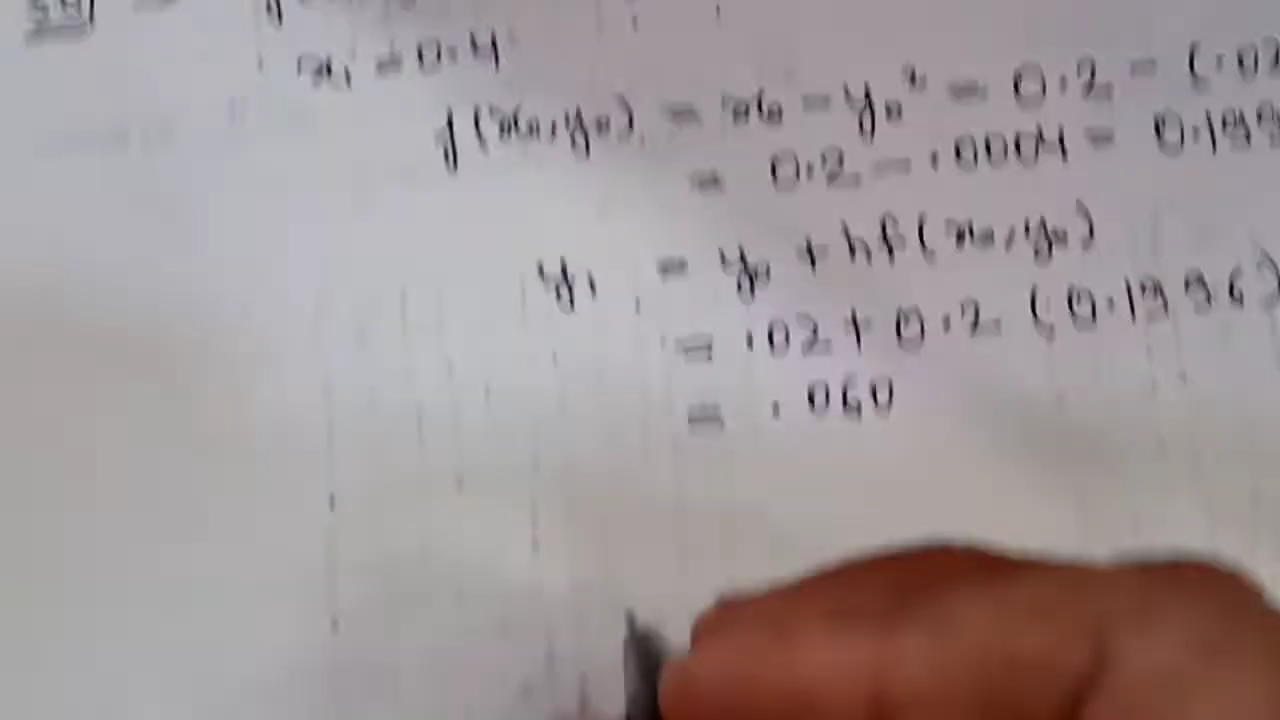 x₁ = 0.4
f(x₀,y₀) = x₀ - y₀² = 0.2 - (.02
= 0.2 - .0004 = 0.199
y₁ = y₀ + hf(x₀,y₀)
= .02 + 0.2 (0.1996)
= .060